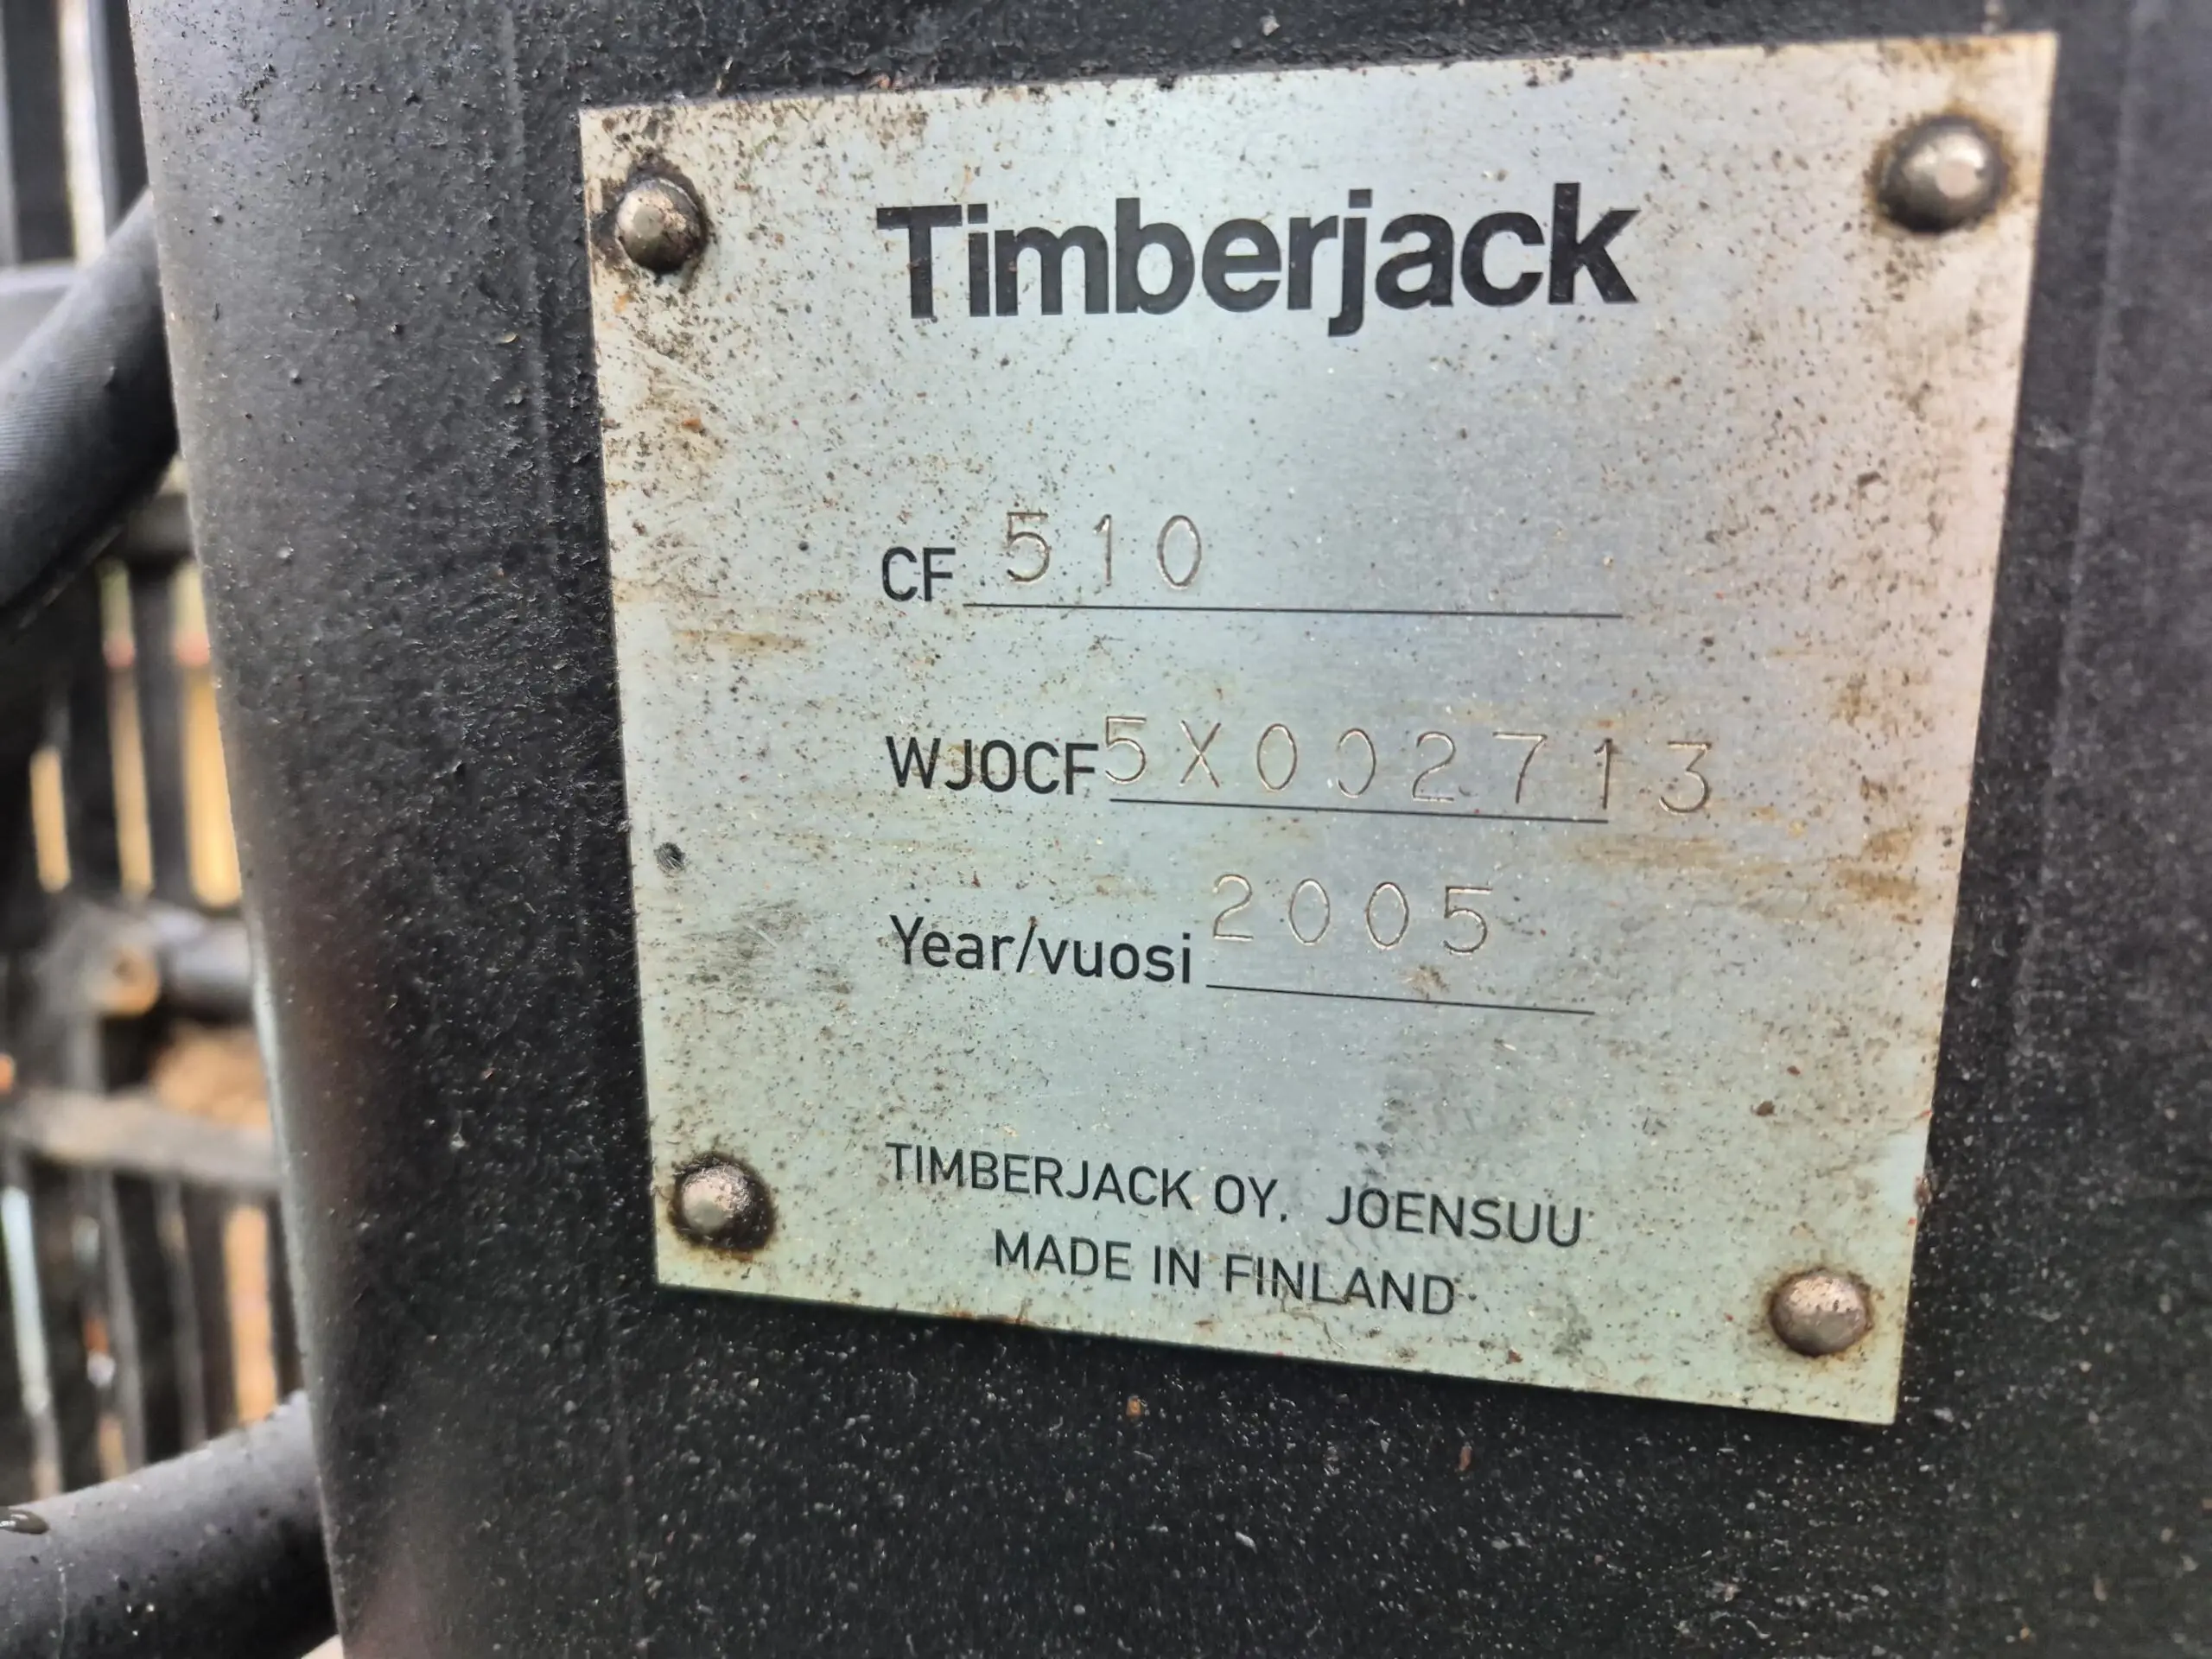 Timberjack
CF 510
WJOCF5X002713
Year/vuosi 2005
TIMBERJACK OY, JOENSUU
MADE IN FINLAND